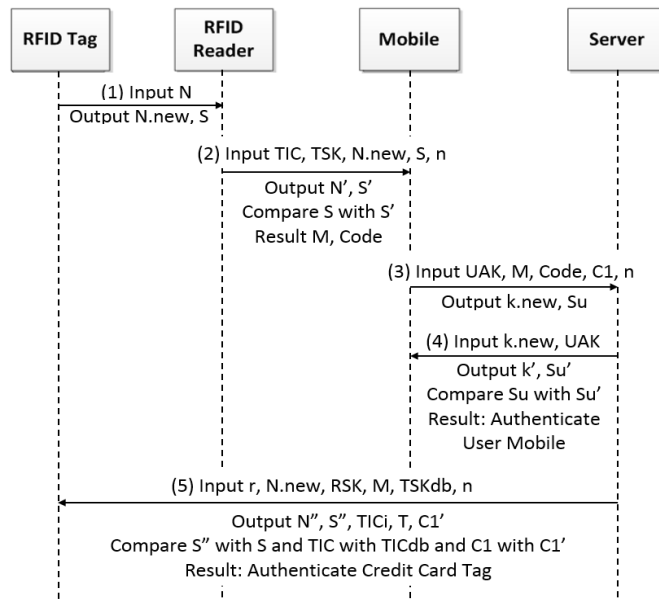 RFID Tag
RFID
Reader
Mobile
Server
(1) Input N
Output N.new, S
(2) Input TIC, TSK, N.new, S, n
Output N’, S’
Compare S with S’
Result M, Code
(3) Input UAK, M, Code, C1, n
Output k.new, Su
(4) Input k.new, UAK
Output k’, Su’
Compare Su with Su’
Result: Authenticate
User Mobile
(5) Input r, N.new, RSK, M, TSKdb, n
Output N”, S”, TICi, T, C1’
Compare S” with S and TIC with TICdb and C1 with C1’
Result: Authenticate Credit Card Tag